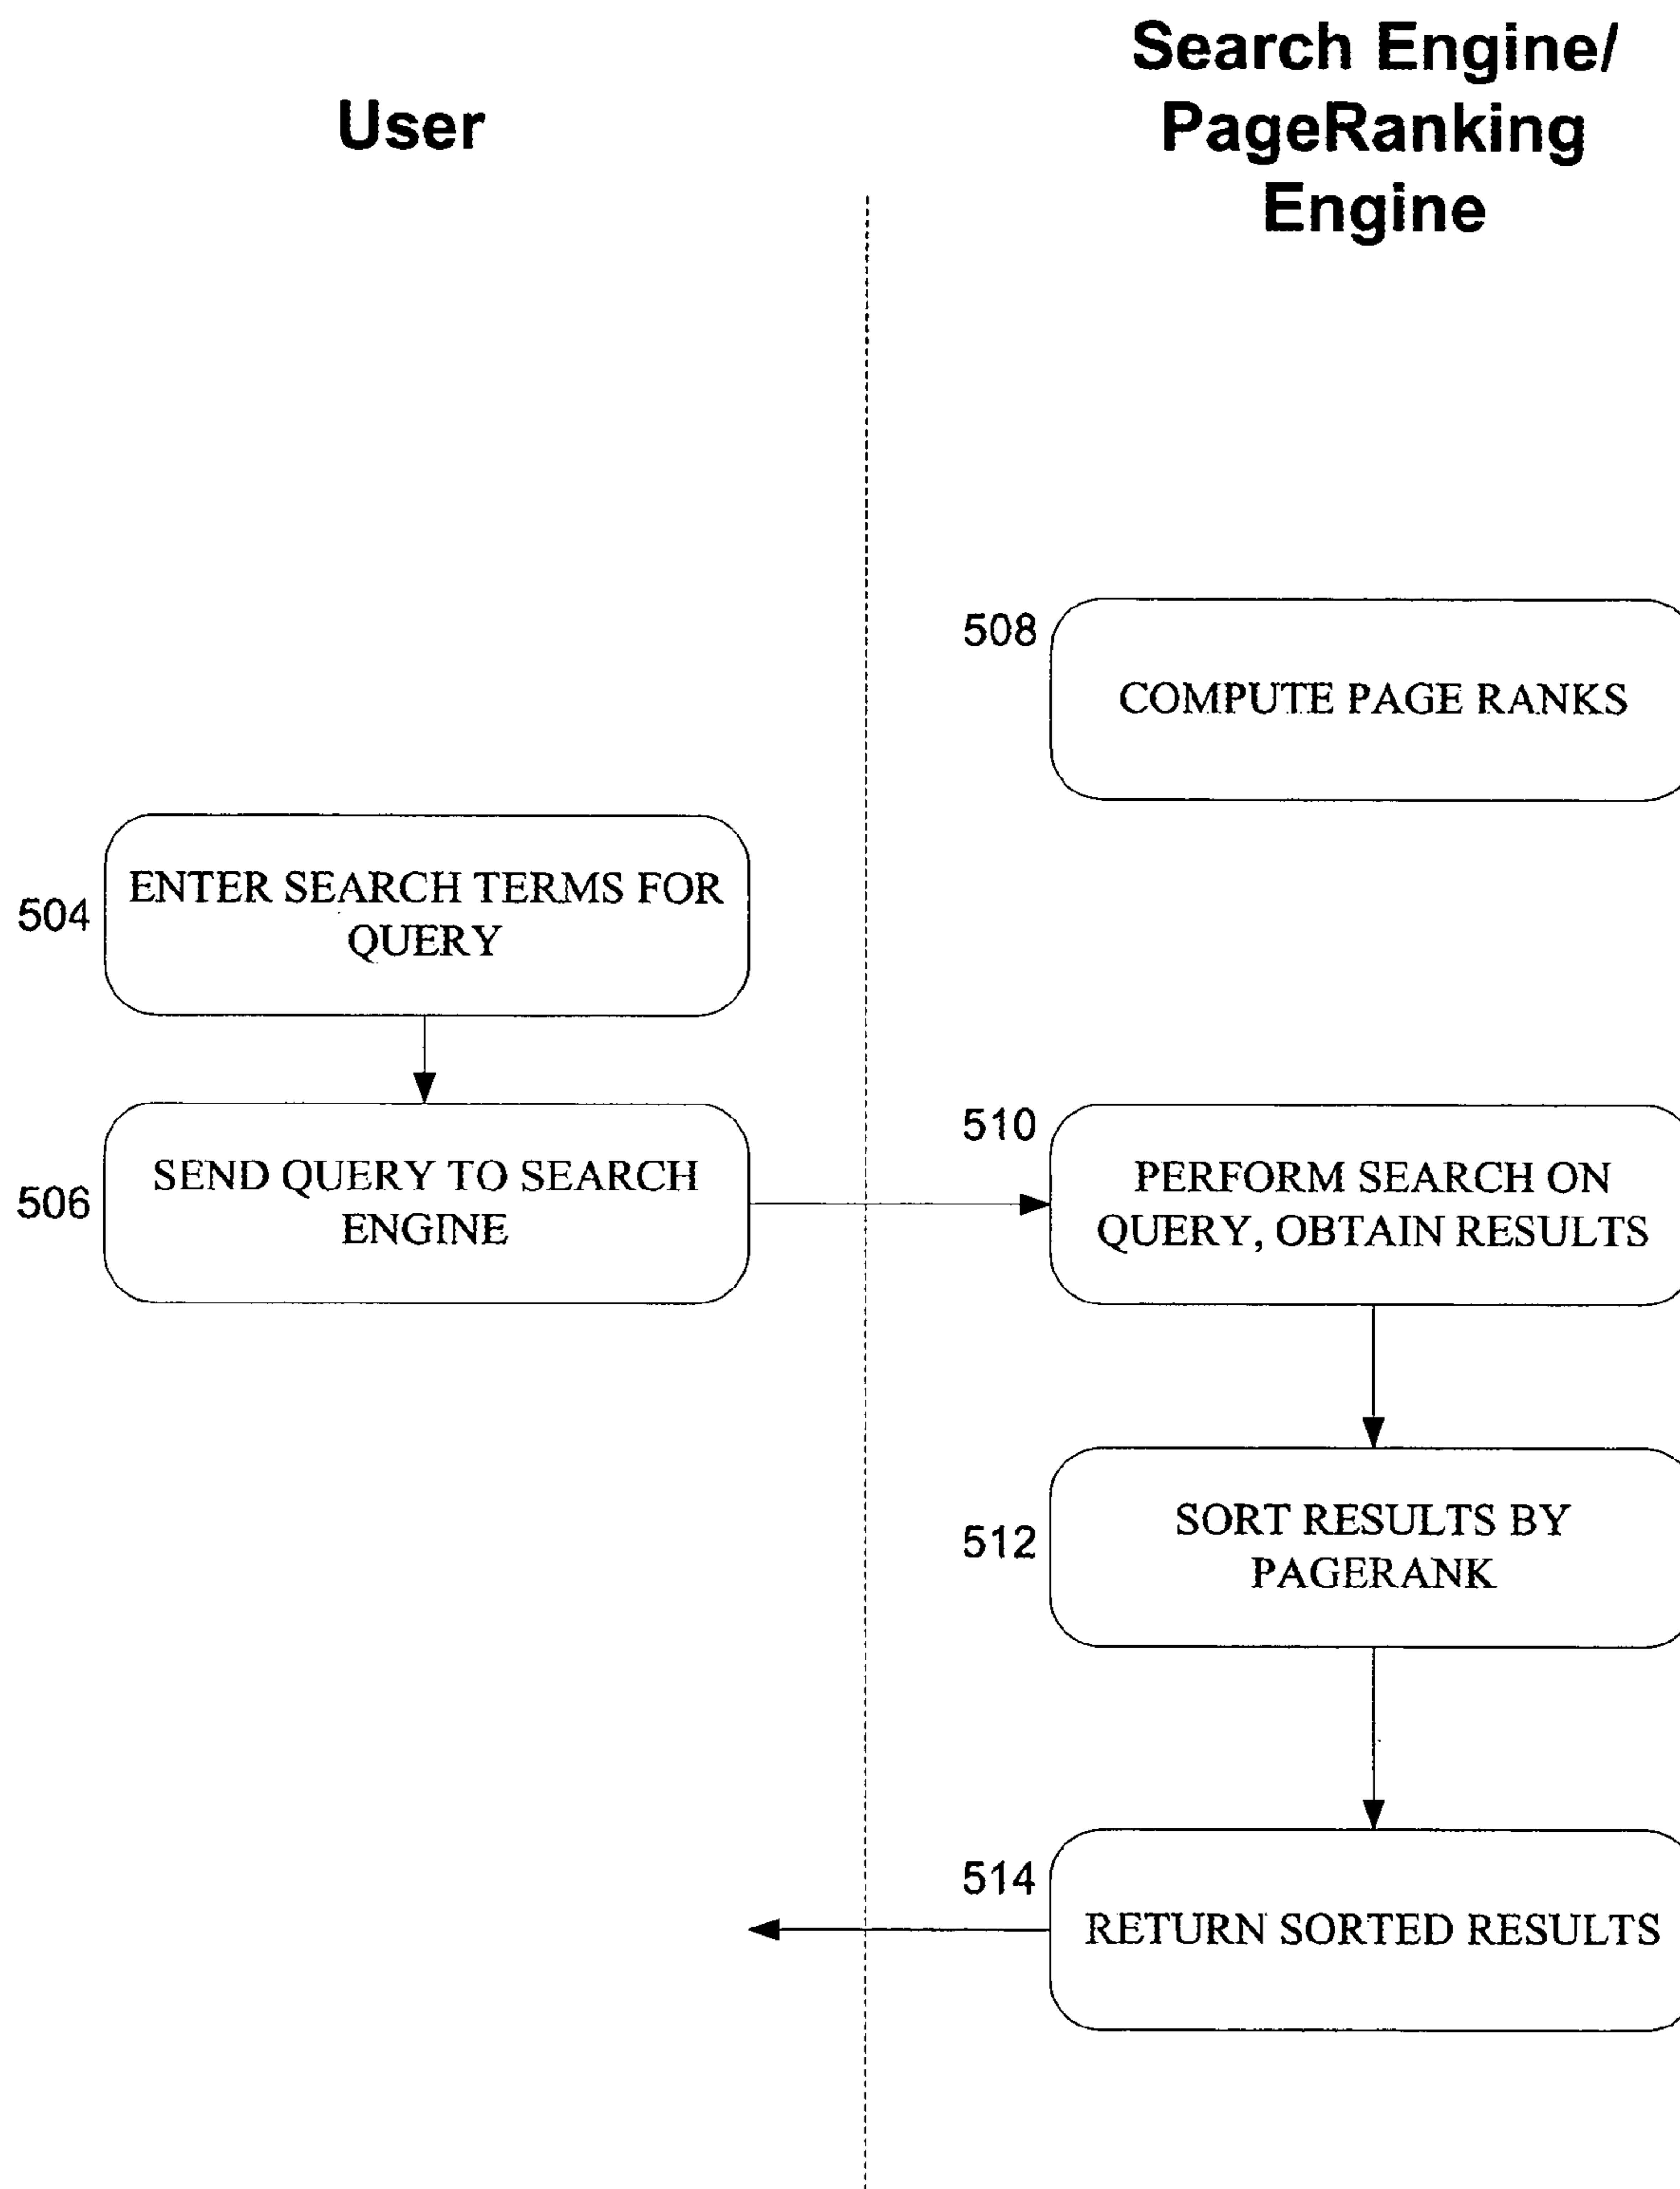 User
Search Engine/
PageRanking
Engine
508
COMPUTE PAGE RANKS
504
ENTER SEARCH TERMS FOR
QUERY
506
SEND QUERY TO SEARCH
ENGINE
510
PERFORM SEARCH ON
QUERY, OBTAIN RESULTS
512
SORT RESULTS BY
PAGERANK
514
RETURN SORTED RESULTS